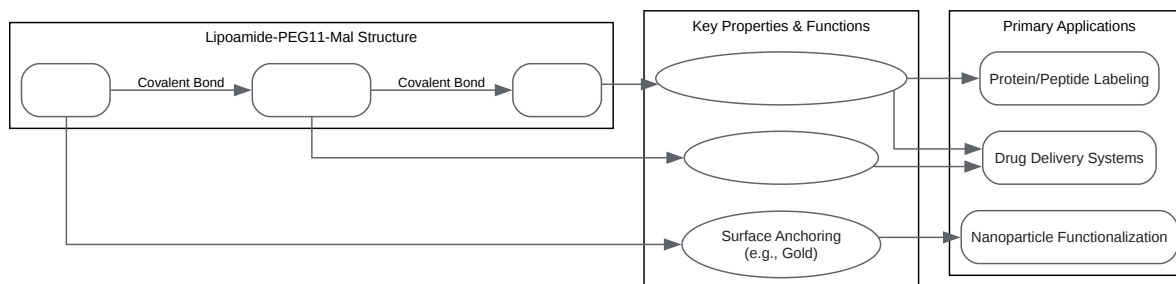 Lipoamide-PEG11-Mal Structure
Covalent Bond
Covalent Bond
Key Properties & Functions
Surface Anchoring
(e.g., Gold)
Primary Applications
Protein/Peptide Labeling
Drug Delivery Systems
Nanoparticle Functionalization